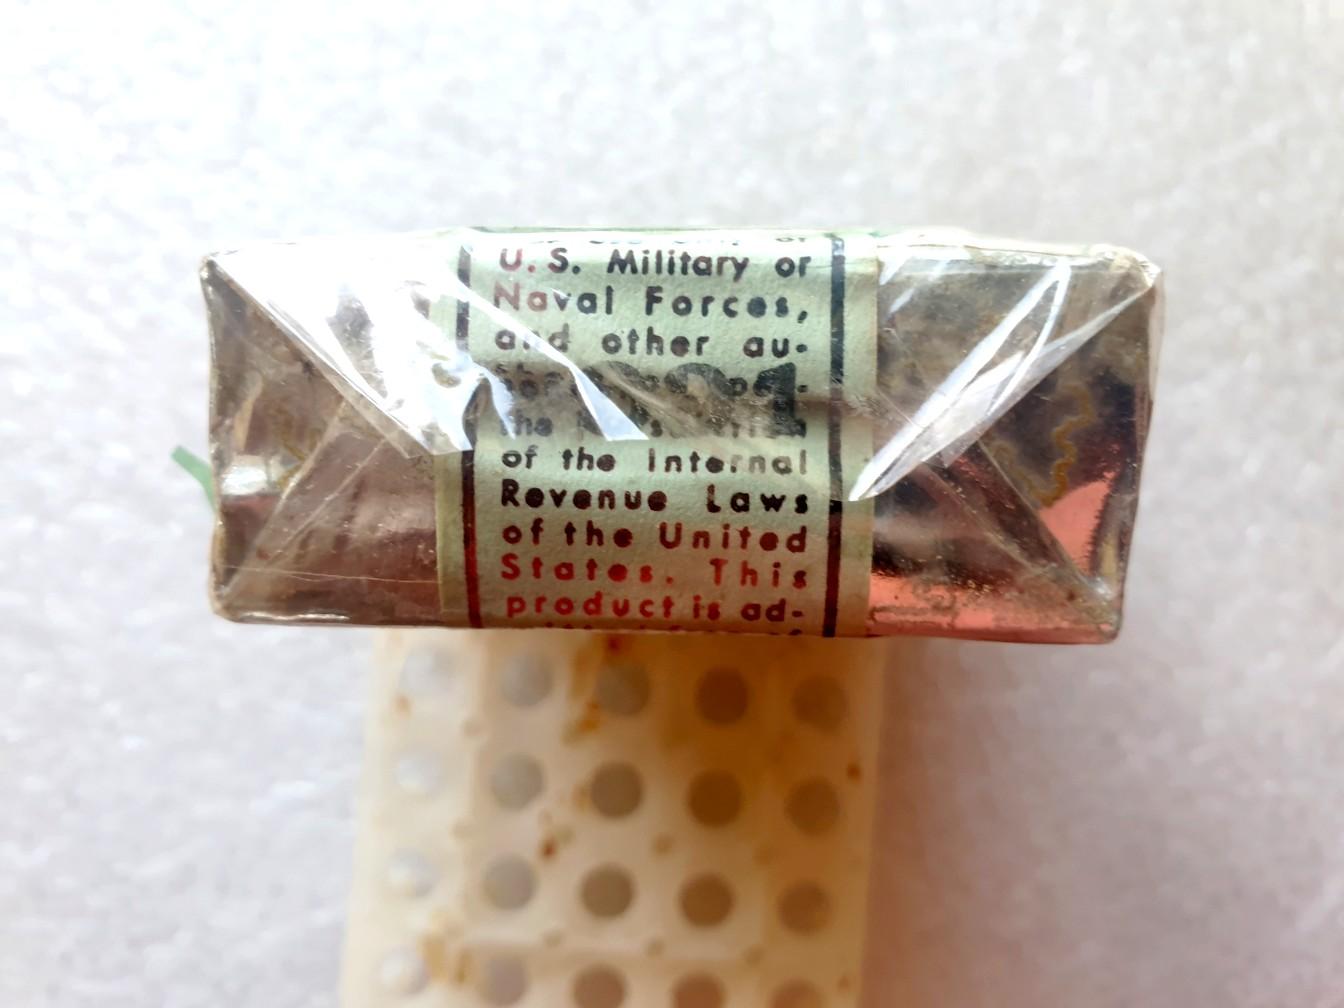 U.S. Military or
Naval Forces,
and other au-
the
of the Internal
Revenue Laws
of the United
States. This
product is ad-